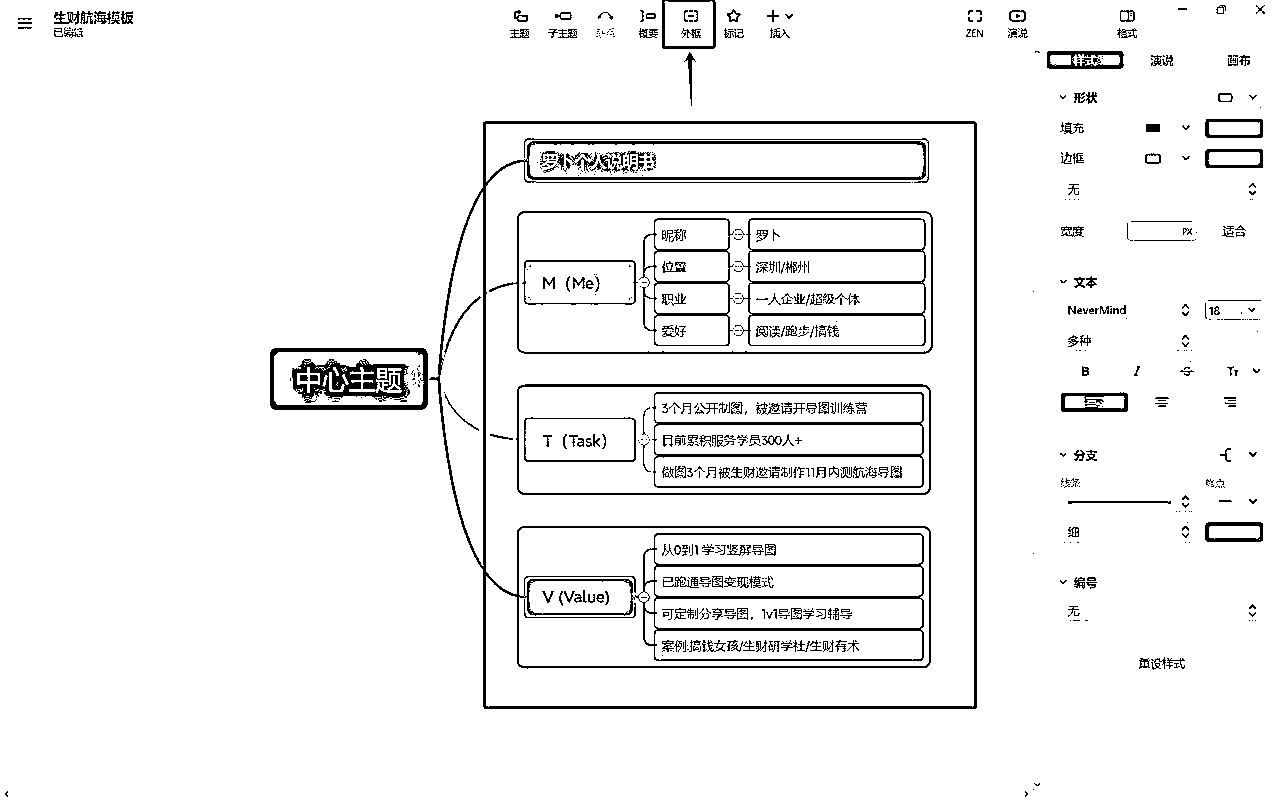 生财航海模板
已编辑
主题 子主题 联系 概要 外框 标记 插入 ZEN 演说 格式
样式 演说 画布
形状
填充
边框
无
宽度 PX 适合
文本
NeverMind 18
多种
B I S Tт
分支
线条 终点
细
编号
无
重设样式
中心主题
萝卜个人说明书
M（Me）
昵称 萝卜
位置 深圳/郴州
职业 一人企业/超级个体
爱好 阅读/跑步/搞钱
T（Task）
3个月公开制图，被邀请开导图训练营
目前累积服务学员300人+
做图3个月被生财邀请制作11月内测航海导图
V (Value)
从0到1学习竖屏导图
已跑通导图变现模式
可定制分享导图，1v1导图学习辅导
案例:搞钱女孩/生财研学社/生财有术